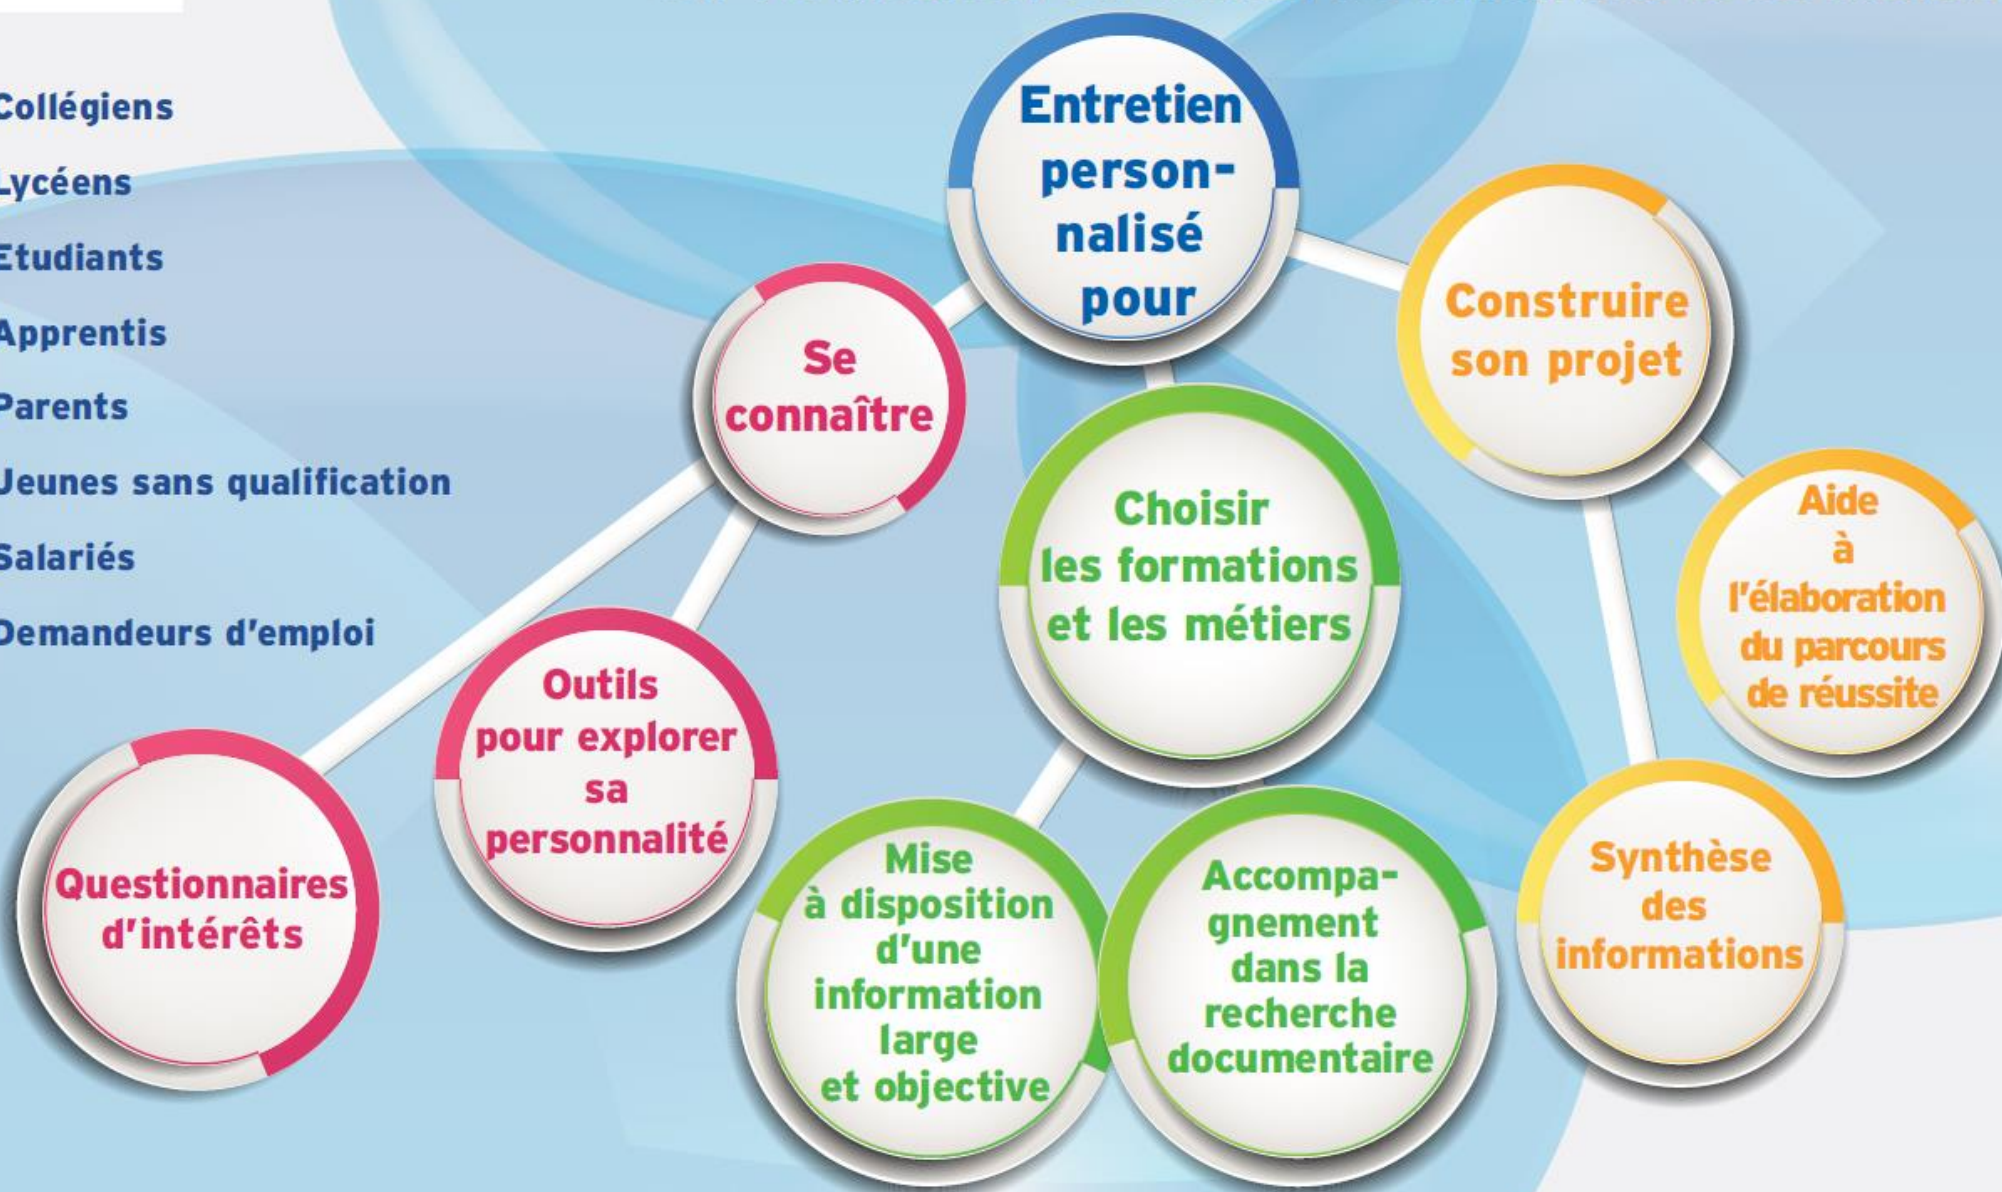 Collégiens
Lycéens
Etudiants
Apprentis
Parents
Jeunes sans qualification
Salariés
Demandeurs d'emploi
Entretien
person-
nalisé
pour
Se
connaître
Construire
son projet
Choisir
les formations
et les métiers
Aide
à
l'élaboration
du parcours
de réussite
Outils
pour explorer
sa
personnalité
Questionnaires
d'intérêts
Mise
à disposition
d'une
information
large
et objective
Accompa-
gnement
dans la
recherche
documentaire
Synthèse
des
informations